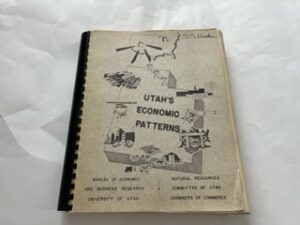 UTAH'S
ECONOMIC
PATTERNS
BUREAU OF ECONOMIC
AND BUSINESS RESEARCH
UNIVERSITY OF UTAH
NATURAL RESOURCES
COMMITTEE OF UTAH
CHAMBERS OF COMMERCE